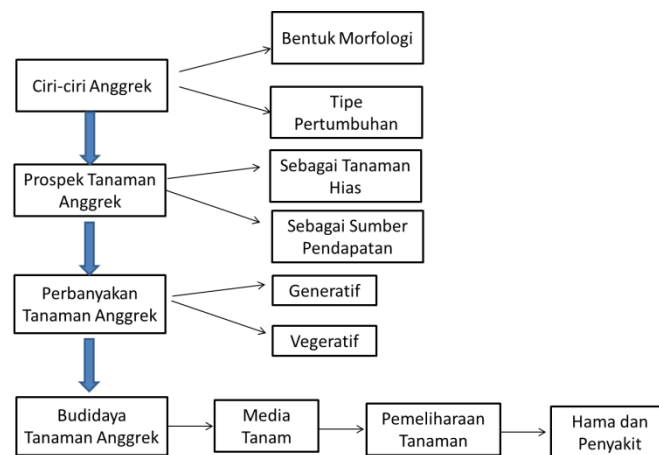 Bentuk Morfologi
Ciri-ciri Anggrek
Tipe
Pertumbuhan
Prospek Tanaman
Anggrek
Sebagai Tanaman
Hias
Sebagai Sumber
Pendapatan
Perbanyakan
Tanaman Anggrek
Generatif
Vegeratif
Budidaya
Tanaman Anggrek
Media
Tanam
Pemeliharaan
Tanaman
Hama dan
Penyakit